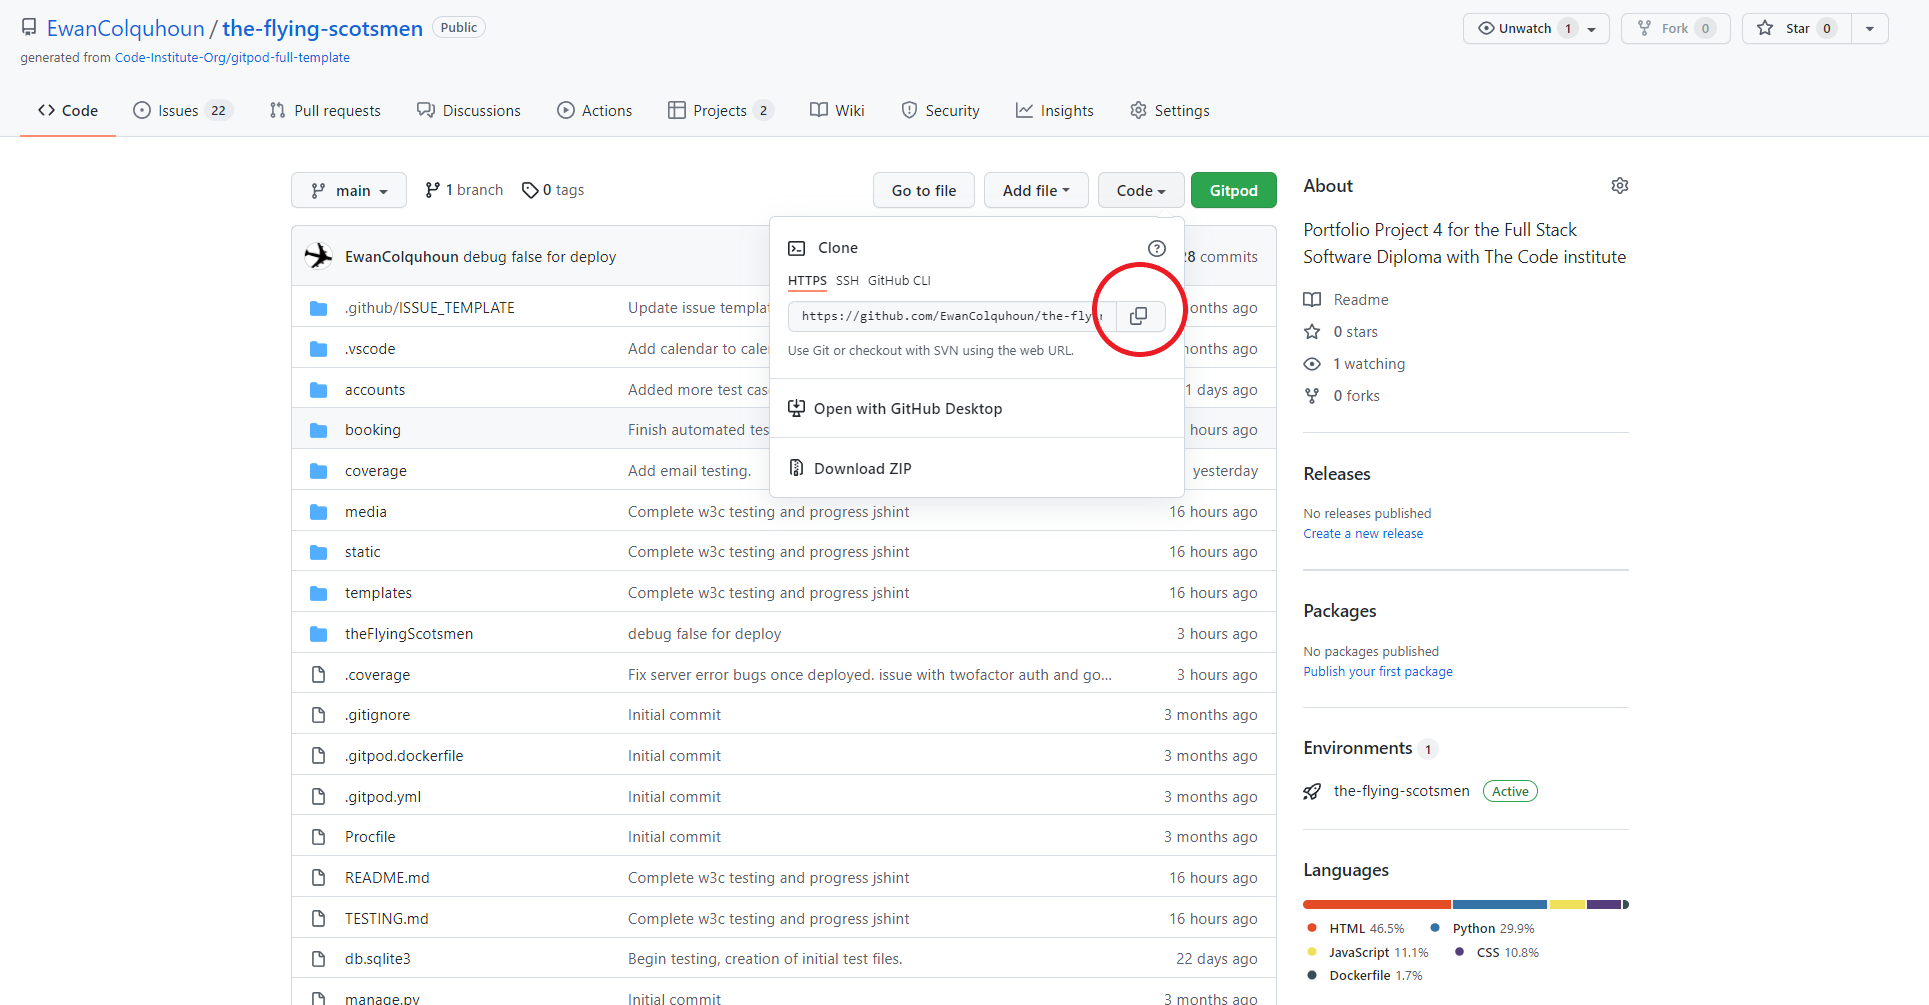 EwanColquhoun / the-flying-scotsmen Public
Unwatch 1 Fork 0 Star 0
generated from Code-Institute-Org/gitpod-full-template
Code Issues 22 Pull requests Discussions Actions Projects 2 Wiki Security Insights Settings
main 1 branch 0 tags Go to file Add file Code Gitpod
Clone
HTTPS SSH GitHub CLI
https://github.com/EwanColquhoun/the-flyi
Use Git or checkout with SVN using the web URL.
Open with GitHub Desktop
Download ZIP
EwanColquhoun debug false for deploy 28 commits
.github/ISSUE_TEMPLATE Update issue templat onths ago
.vscode Add calendar to cale onths ago
accounts Added more test cas 1 days ago
booking Finish automated tes hours ago
coverage Add email testing. yesterday
media Complete w3c testing and progress jshint 16 hours ago
static Complete w3c testing and progress jshint 16 hours ago
templates Complete w3c testing and progress jshint 16 hours ago
theFlyingScotsmen debug false for deploy 3 hours ago
.coverage Fix server error bugs once deployed. issue with twofactor auth and go... 3 hours ago
.gitignore Initial commit 3 months ago
.gitpod.dockerfile Initial commit 3 months ago
.gitpod.yml Initial commit 3 months ago
Procfile Initial commit 3 months ago
README.md Complete w3c testing and progress jshint 16 hours ago
TESTING.md Complete w3c testing and progress jshint 16 hours ago
db.sqlite3 Begin testing, creation of initial test files. 22 days ago
manage.py Initial commit 3 months ago
About
Portfolio Project 4 for the Full Stack
Software Diploma with The Code institute
Readme
0 stars
1 watching
0 forks
Releases
No releases published
Create a new release
Packages
No packages published
Publish your first package
Environments 1
the-flying-scotsmen Active
Languages
HTML 46.5% Python 29.9%
JavaScript 11.1% CSS 10.8%
Dockerfile 1.7%